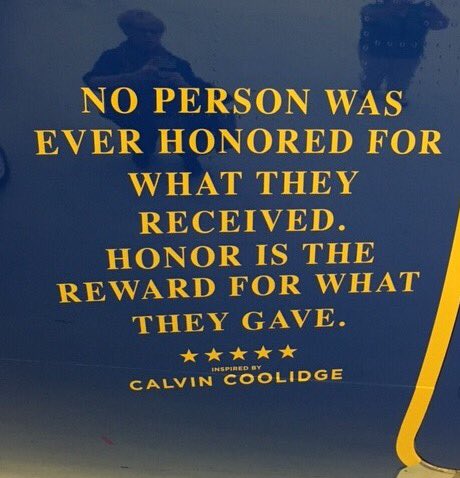 NO PERSON WAS
EVER HONORED FOR
WHAT THEY
RECEIVED.
HONOR IS THE
REWARD FOR WHAT
THEY GAVE.
INSPIRED BY
CALVIN COOLIDGE